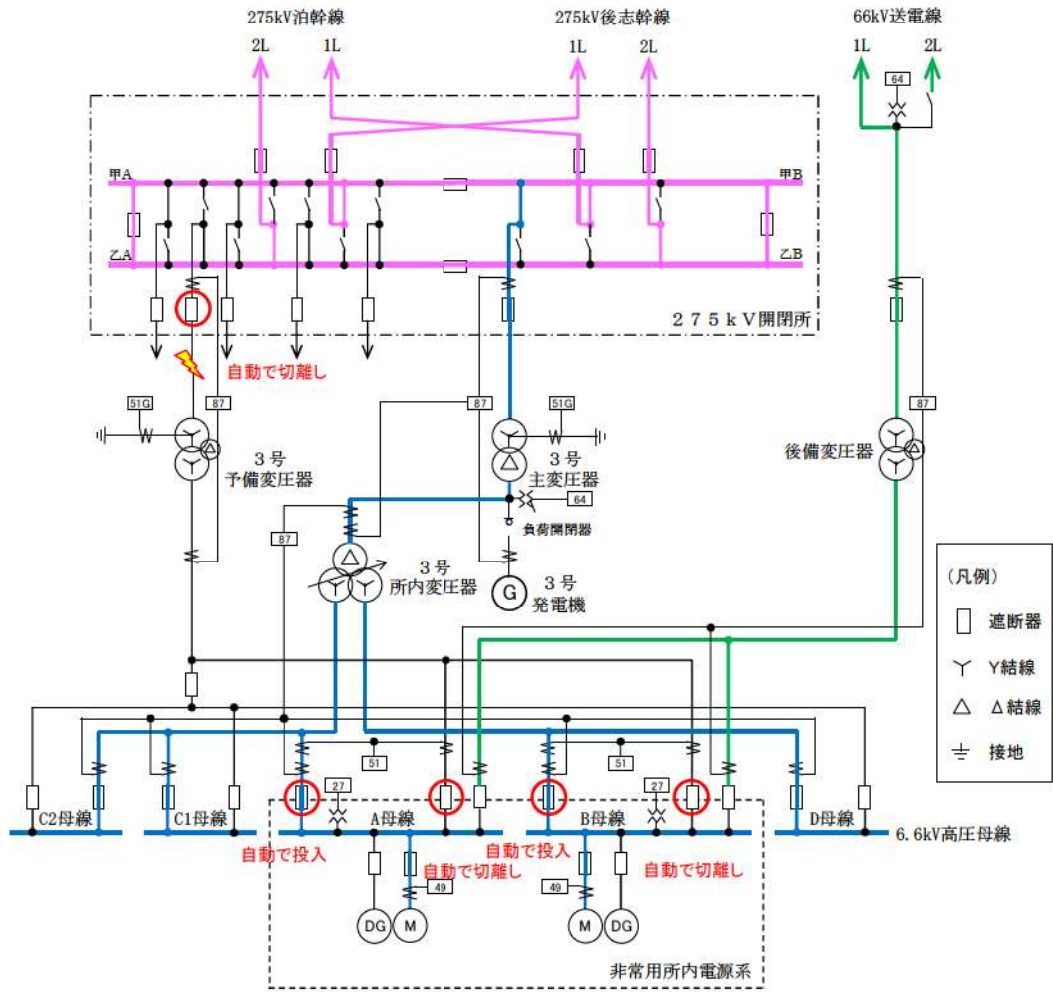 275kV泊幹線
275kV後志幹線
66kV送電線
2L
1L
1L
2L
1L
2L
64
甲A
甲B
乙A
乙B
275kV開閉所
自動で切離し
51G
87
87
51G
87
3号
予備変圧器
3号
主変圧器
後備変圧器
64
負荷開閉器
87
3号
所内変圧器
G
3号
発電機
(凡例)
遮断器
Y結線
Δ結線
接地
51
51
27
27
C2母線
C1母線
A母線
B母線
D母線
6.6kV高圧母線
自動で投入
自動で切離し
自動で投入
自動で切離し
49
49
DG
M
M
DG
非常用所内電源系